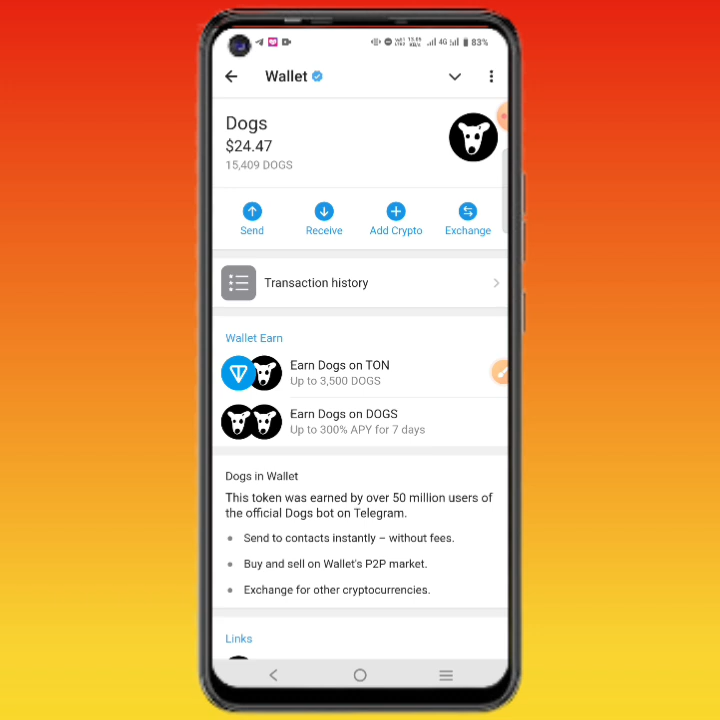 83%
Wallet
Dogs
$24.47
15,409 DOGS
Send
Receive
Add Crypto
Exchange
Transaction history
Wallet Earn
Earn Dogs on TON
Up to 3,500 DOGS
Earn Dogs on DOGS
Up to 300% APY for 7 days
Dogs in Wallet
This token was earned by over 50 million users of
the official Dogs bot on Telegram.
Send to contacts instantly – without fees.
Buy and sell on Wallet's P2P market.
Exchange for other cryptocurrencies.
Links